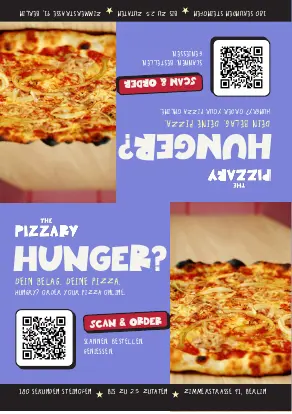 180 SEKUNDEN STEINOFEN ★ BIS ZU 25 ZUTATEN ★ ZIMMERSTRASSE 19, BERLIN
SCANNEN. BESTELLEN.
GENIESSEN.
SCAN & ORDER
HUNGRY? ORDER YOUR PIZZA ONLINE.
DEIN BELAG. DEINE PIZZA.
HUNGER?
THE
PIZZARY
THE
PIZZARY
HUNGER?
DEIN BELAG. DEINE PIZZA.
HUNGRY? ORDER YOUR PIZZA ONLINE.
SCAN & ORDER
SCANNEN. BESTELLEN.
GENIESSEN.
180 SEKUNDEN STEINOFEN ★ BIS ZU 25 ZUTATEN ★ ZIMMERSTRASSE 19, BERLIN